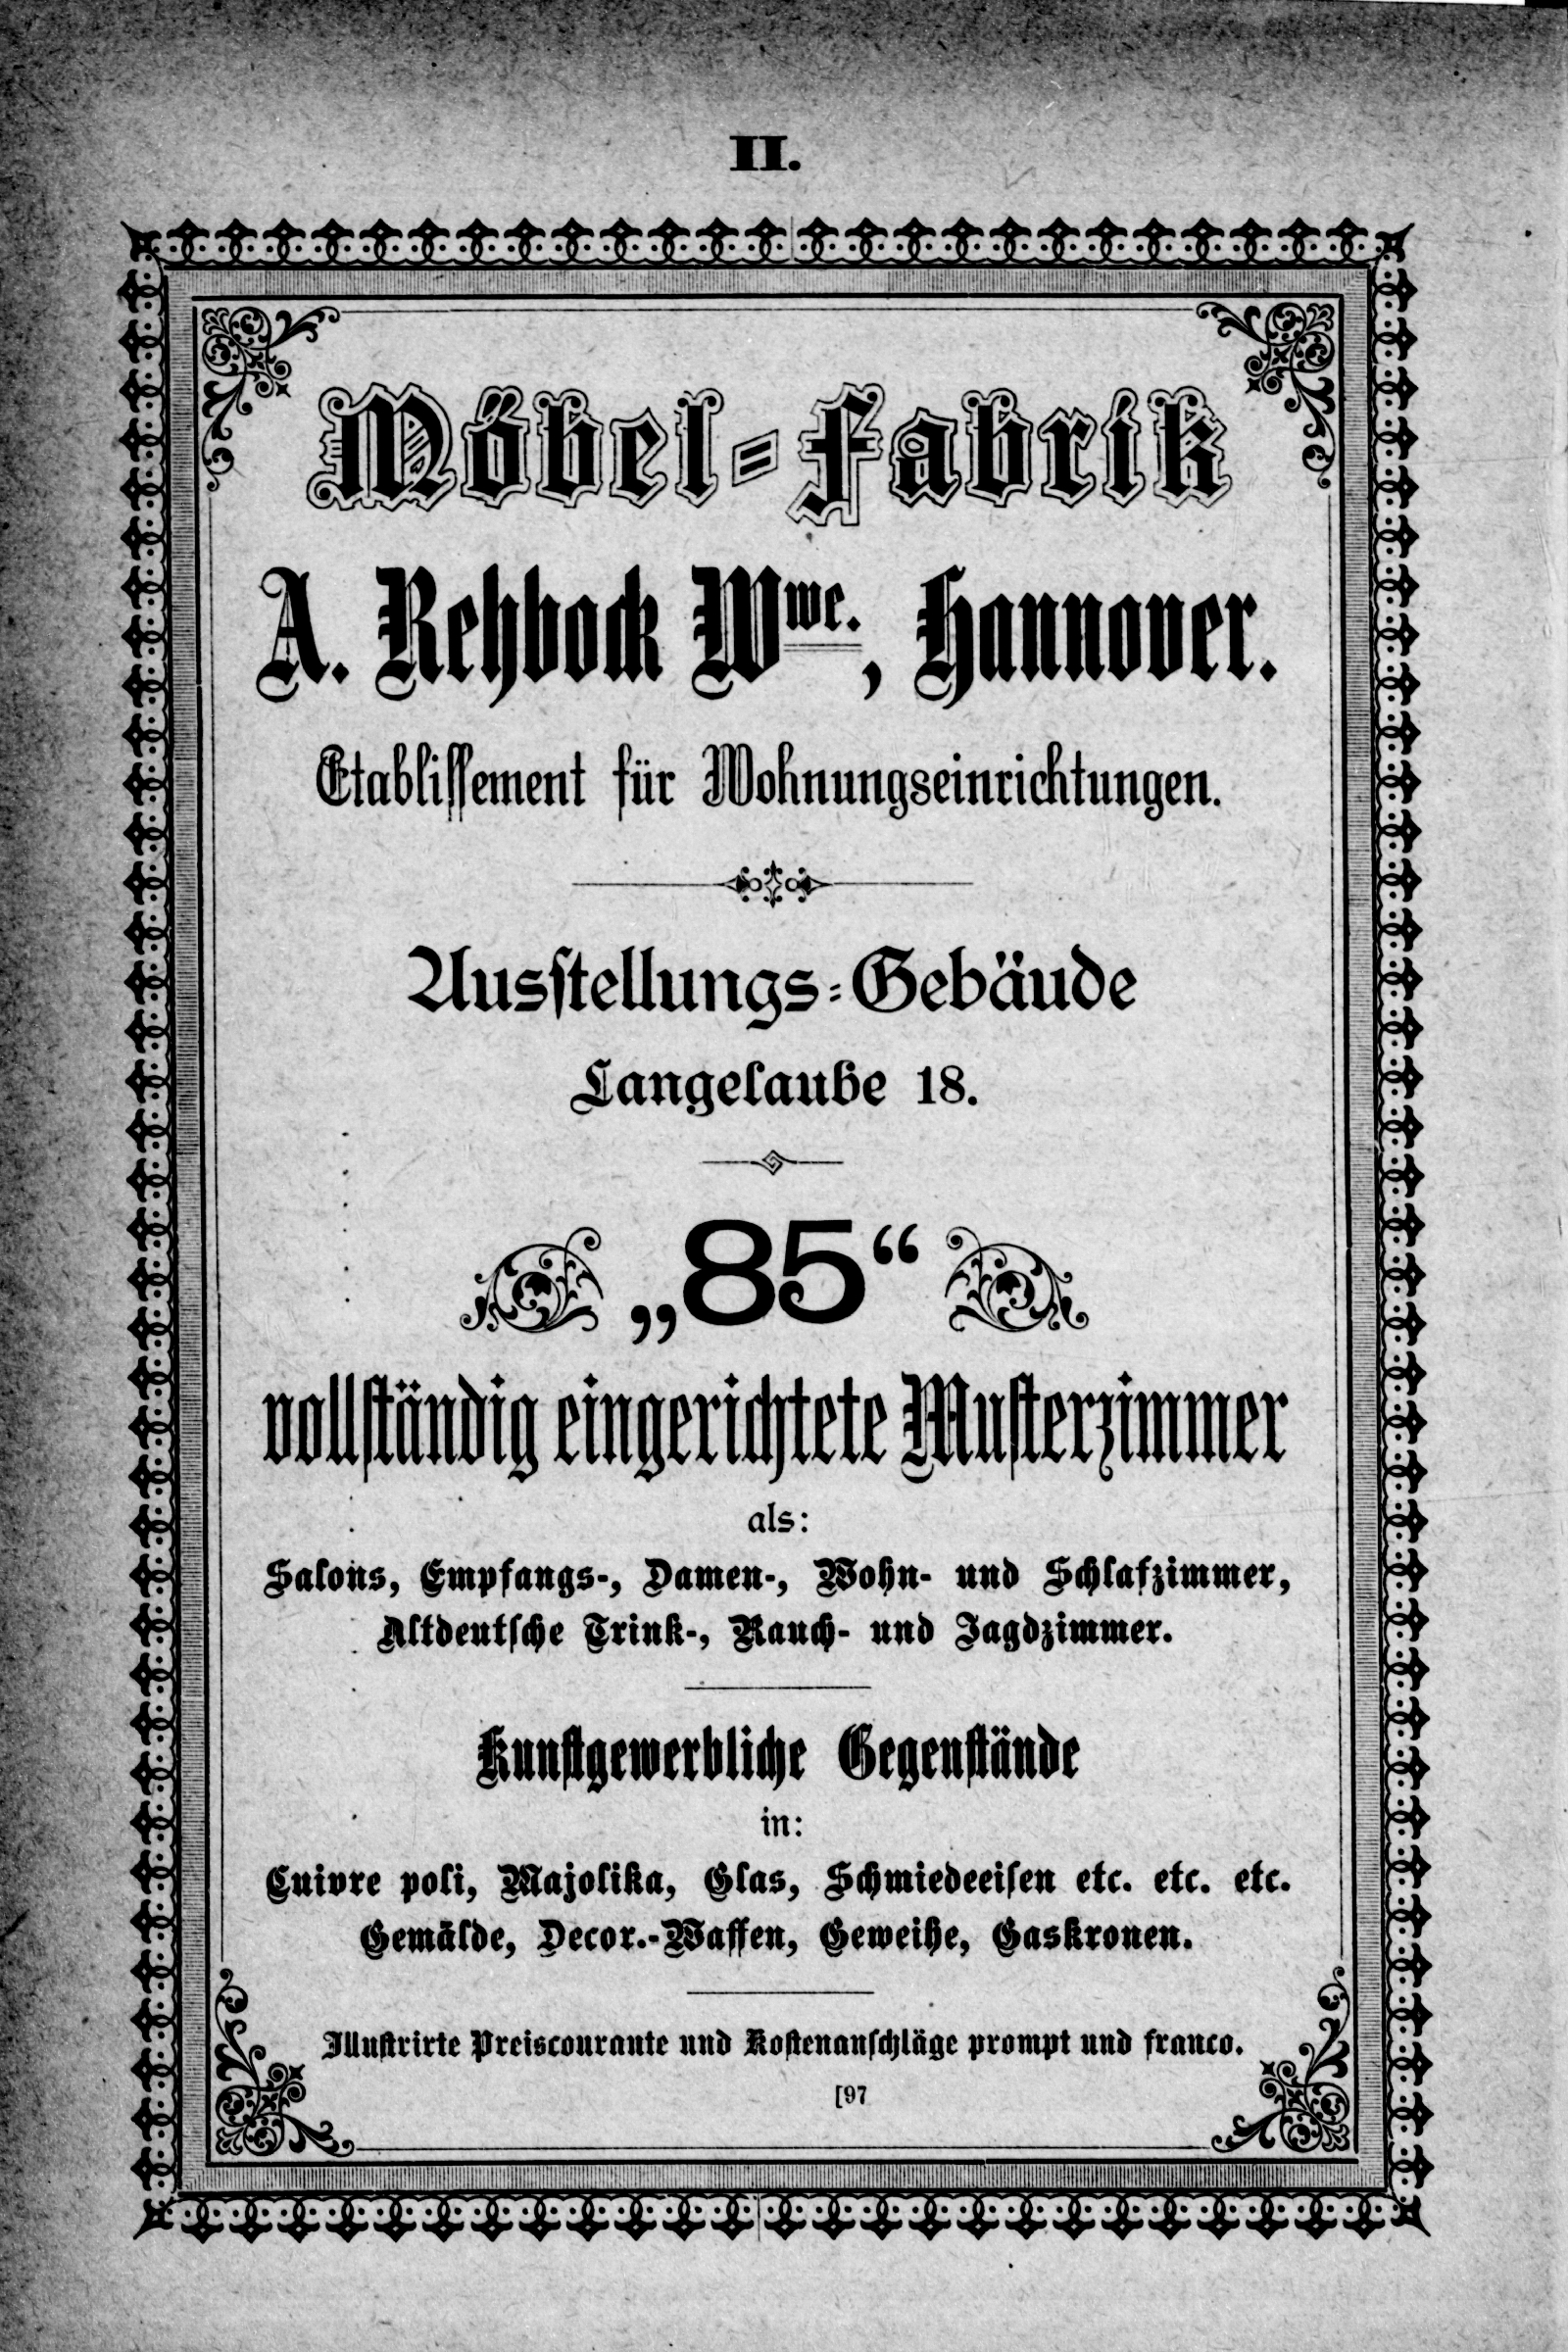 II.
Möbel-Fabrik
A. Rehbock Wwe., Hannover.
Etablissement für Wohnungseinrichtungen.
Ausstellungs-Gebäude
Langelaube 18.
„85“
vollständig eingerichtete Musterzimmer
als:
Salons, Empfangs-, Damen-, Wohn- und Schlafzimmer,
Altdeutsche Trink-, Rauch- und Jagdzimmer.
Kunstgewerbliche Gegenstände
in:
Cuivre poli, Majolika, Glas, Schmiedeeisen etc. etc. etc.
Gemälde, Decor.-Waffen, Geweihe, Gaskronen.
Illustrirte Preiscourante und Kostenanschläge prompt und franco.
[97